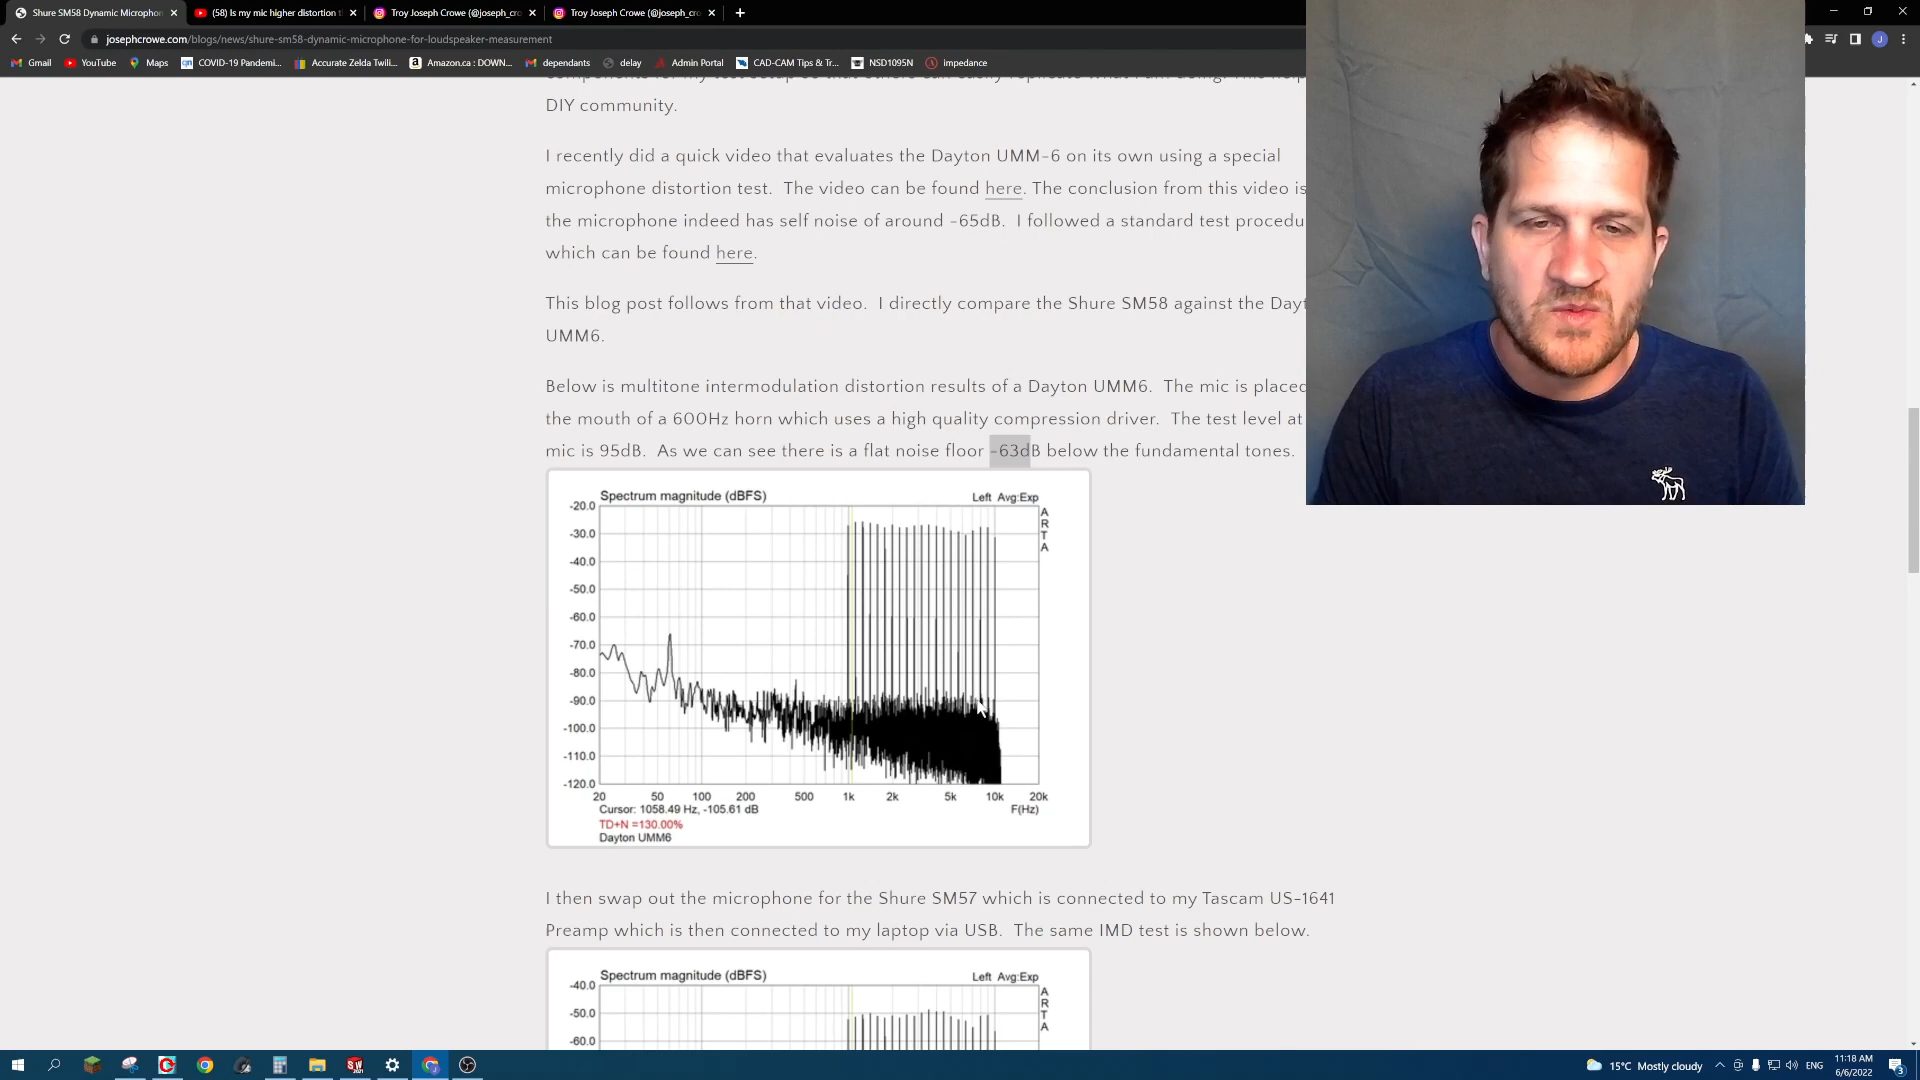 Shure SM58 Dynamic Microphon
(58) Is my mic higher distortion t
Troy Joseph Crowe (@joseph_cro
Troy Joseph Crowe (@joseph_cro
josephcrowe.com/blogs/news/shure-sm58-dynamic-microphone-for-loudspeaker-measurement
Gmail
YouTube
Maps
COVID-19 Pandemi...
Accurate Zelda Twili...
Amazon.ca : DOWN...
dependants
delay
Admin Portal
CAD-CAM Tips & Tr...
NSD1095N
impedance
DIY community.
I recently did a quick video that evaluates the Dayton UMM-6 on its own using a special
microphone distortion test.  The video can be found here. The conclusion from this video is
the microphone indeed has self noise of around -65dB.  I followed a standard test procedu
which can be found here.
This blog post follows from that video.  I directly compare the Shure SM58 against the Dayt
UMM6.
Below is multitone intermodulation distortion results of a Dayton UMM6.  The mic is placed
the mouth of a 600Hz horn which uses a high quality compression driver.  The test level at
mic is 95dB.  As we can see there is a flat noise floor -63dB below the fundamental tones.
Spectrum magnitude (dBFS)
Left Avg:Exp
ARTA
-20.0
-30.0
-40.0
-50.0
-60.0
-70.0
-80.0
-90.0
-100.0
-110.0
-120.0
20 50 100 200 500 1k 2k 5k 10k 20k
Cursor: 1058.49 Hz, -105.61 dB
F(Hz)
TD+N =130.00%
Dayton UMM6
I then swap out the microphone for the Shure SM57 which is connected to my Tascam US-1641
Preamp which is then connected to my laptop via USB.  The same IMD test is shown below.
Spectrum magnitude (dBFS)
Left Avg:Exp
ARTA
-40.0
-50.0
-60.0
15°C Mostly cloudy
ENG
11:18 AM
6/6/2022